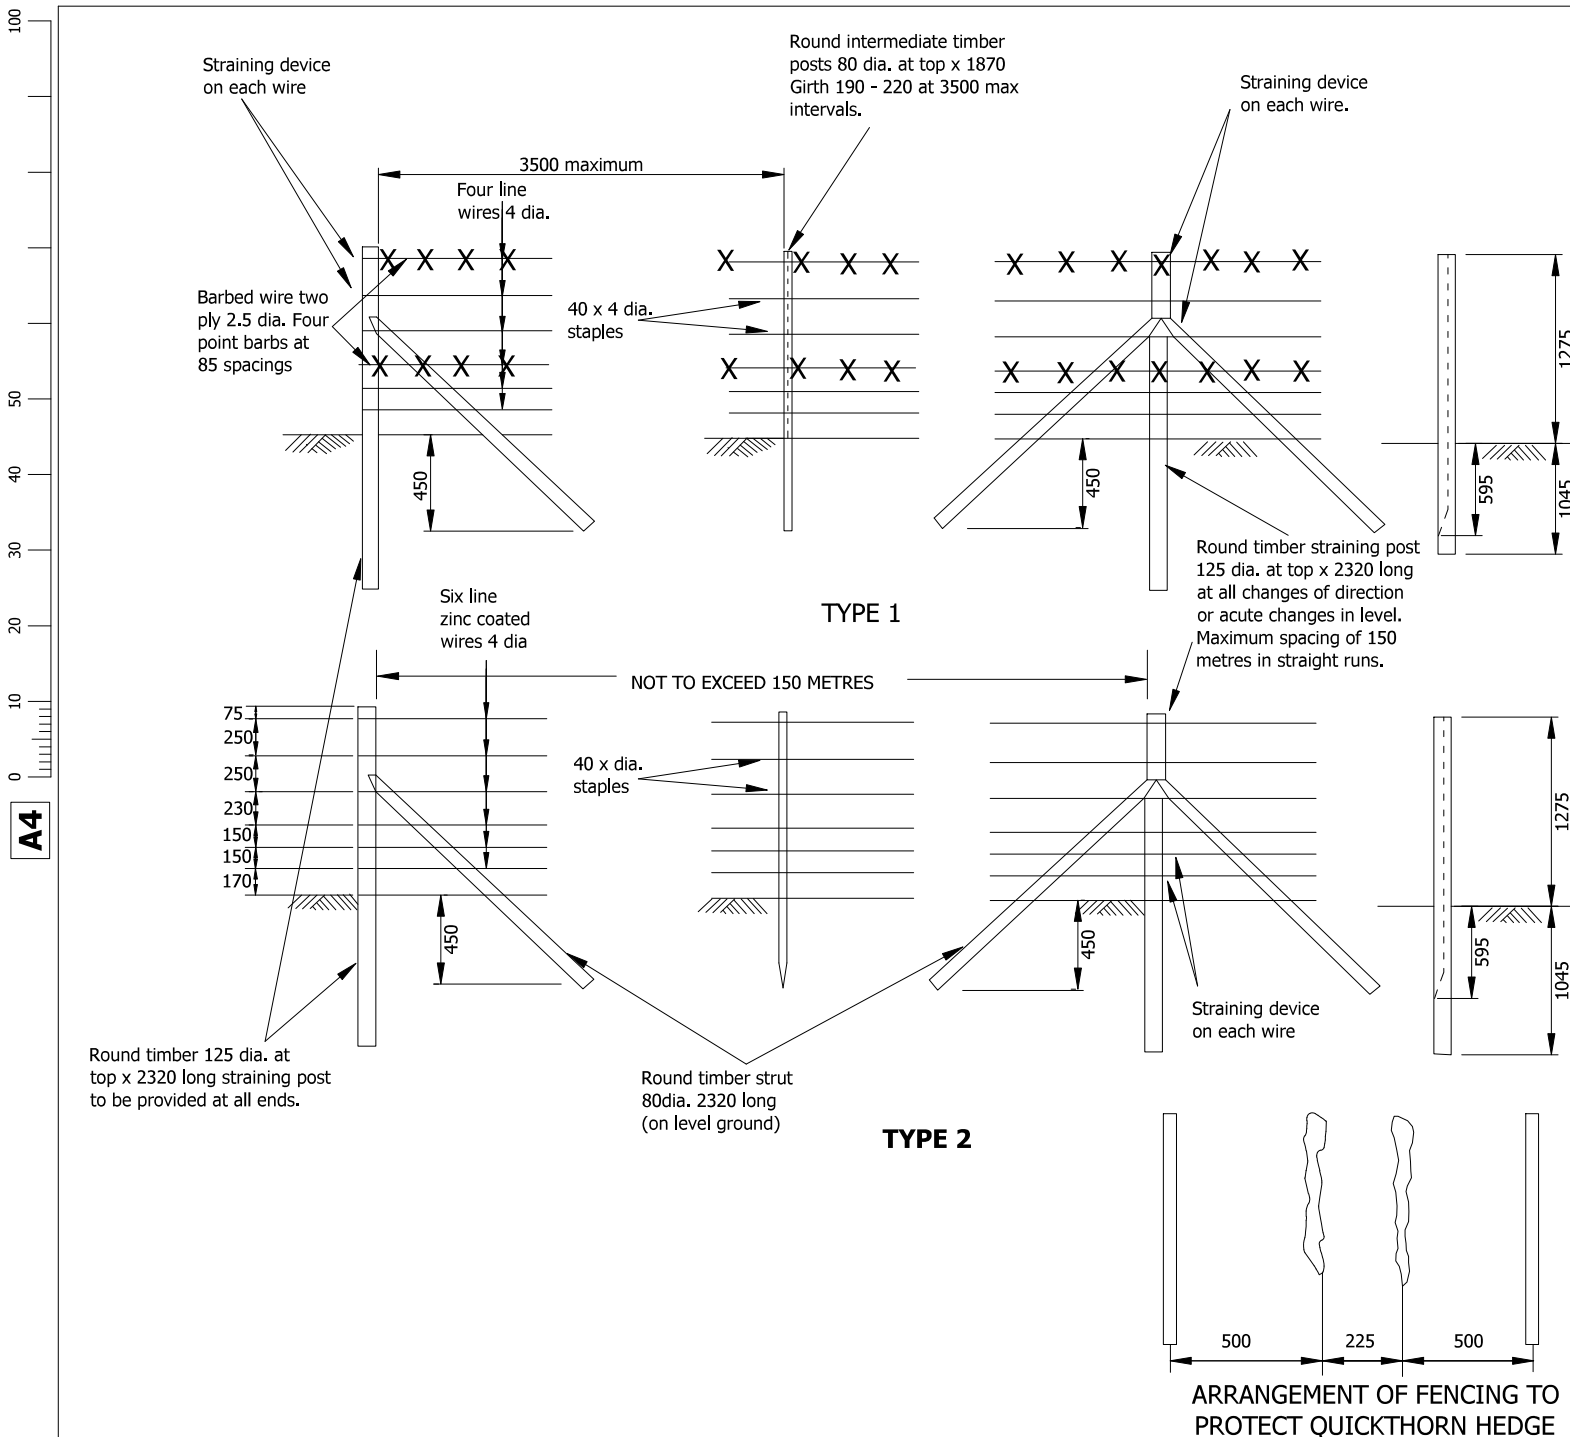 100
50
40
30
20
10
0
A4
Straining device
on each wire
Round intermediate timber
posts 80 dia. at top x 1870
Girth 190 - 220 at 3500 max
intervals.
Straining device
on each wire.
3500 maximum
Four line
wires 4 dia.
Barbed wire two
ply 2.5 dia. Four
point barbs at
85 spacings
40 x 4 dia.
staples
450
450
1275
595
1045
Round timber straining post
125 dia. at top x 2320 long
at all changes of direction
or acute changes in level.
Maximum spacing of 150
metres in straight runs.
TYPE 1
Six line
zinc coated
wires 4 dia
NOT TO EXCEED 150 METRES
75
250
250
230
150
150
170
40 x dia.
staples
450
450
1275
595
1045
Straining device
on each wire
Round timber 125 dia. at
top x 2320 long straining post
to be provided at all ends.
Round timber strut
80dia. 2320 long
(on level ground)
TYPE 2
500
225
500
ARRANGEMENT OF FENCING TO
PROTECT QUICKTHORN HEDGE